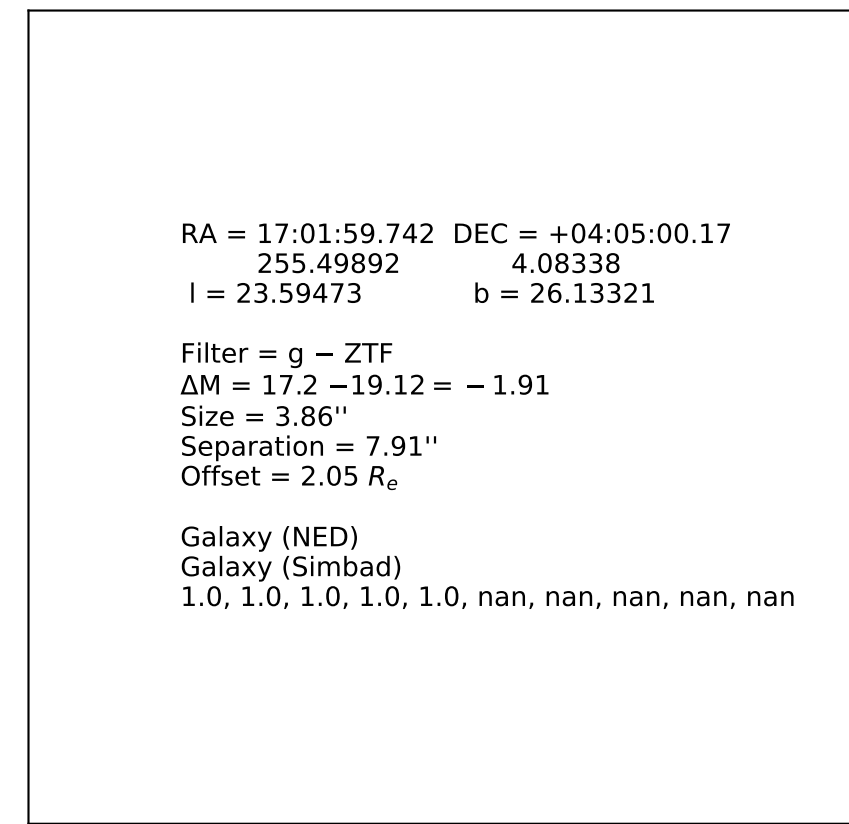 RA = 17:01:59.742  DEC = +04:05:00.17
255.49892  4.08338
l = 23.59473  b = 26.13321
Filter = g − ZTF
ΔM = 17.2 −19.12 = − 1.91
Size = 3.86''
Separation = 7.91''
Offset = 2.05 Re
Galaxy (NED)
Galaxy (Simbad)
1.0, 1.0, 1.0, 1.0, 1.0, nan, nan, nan, nan, nan